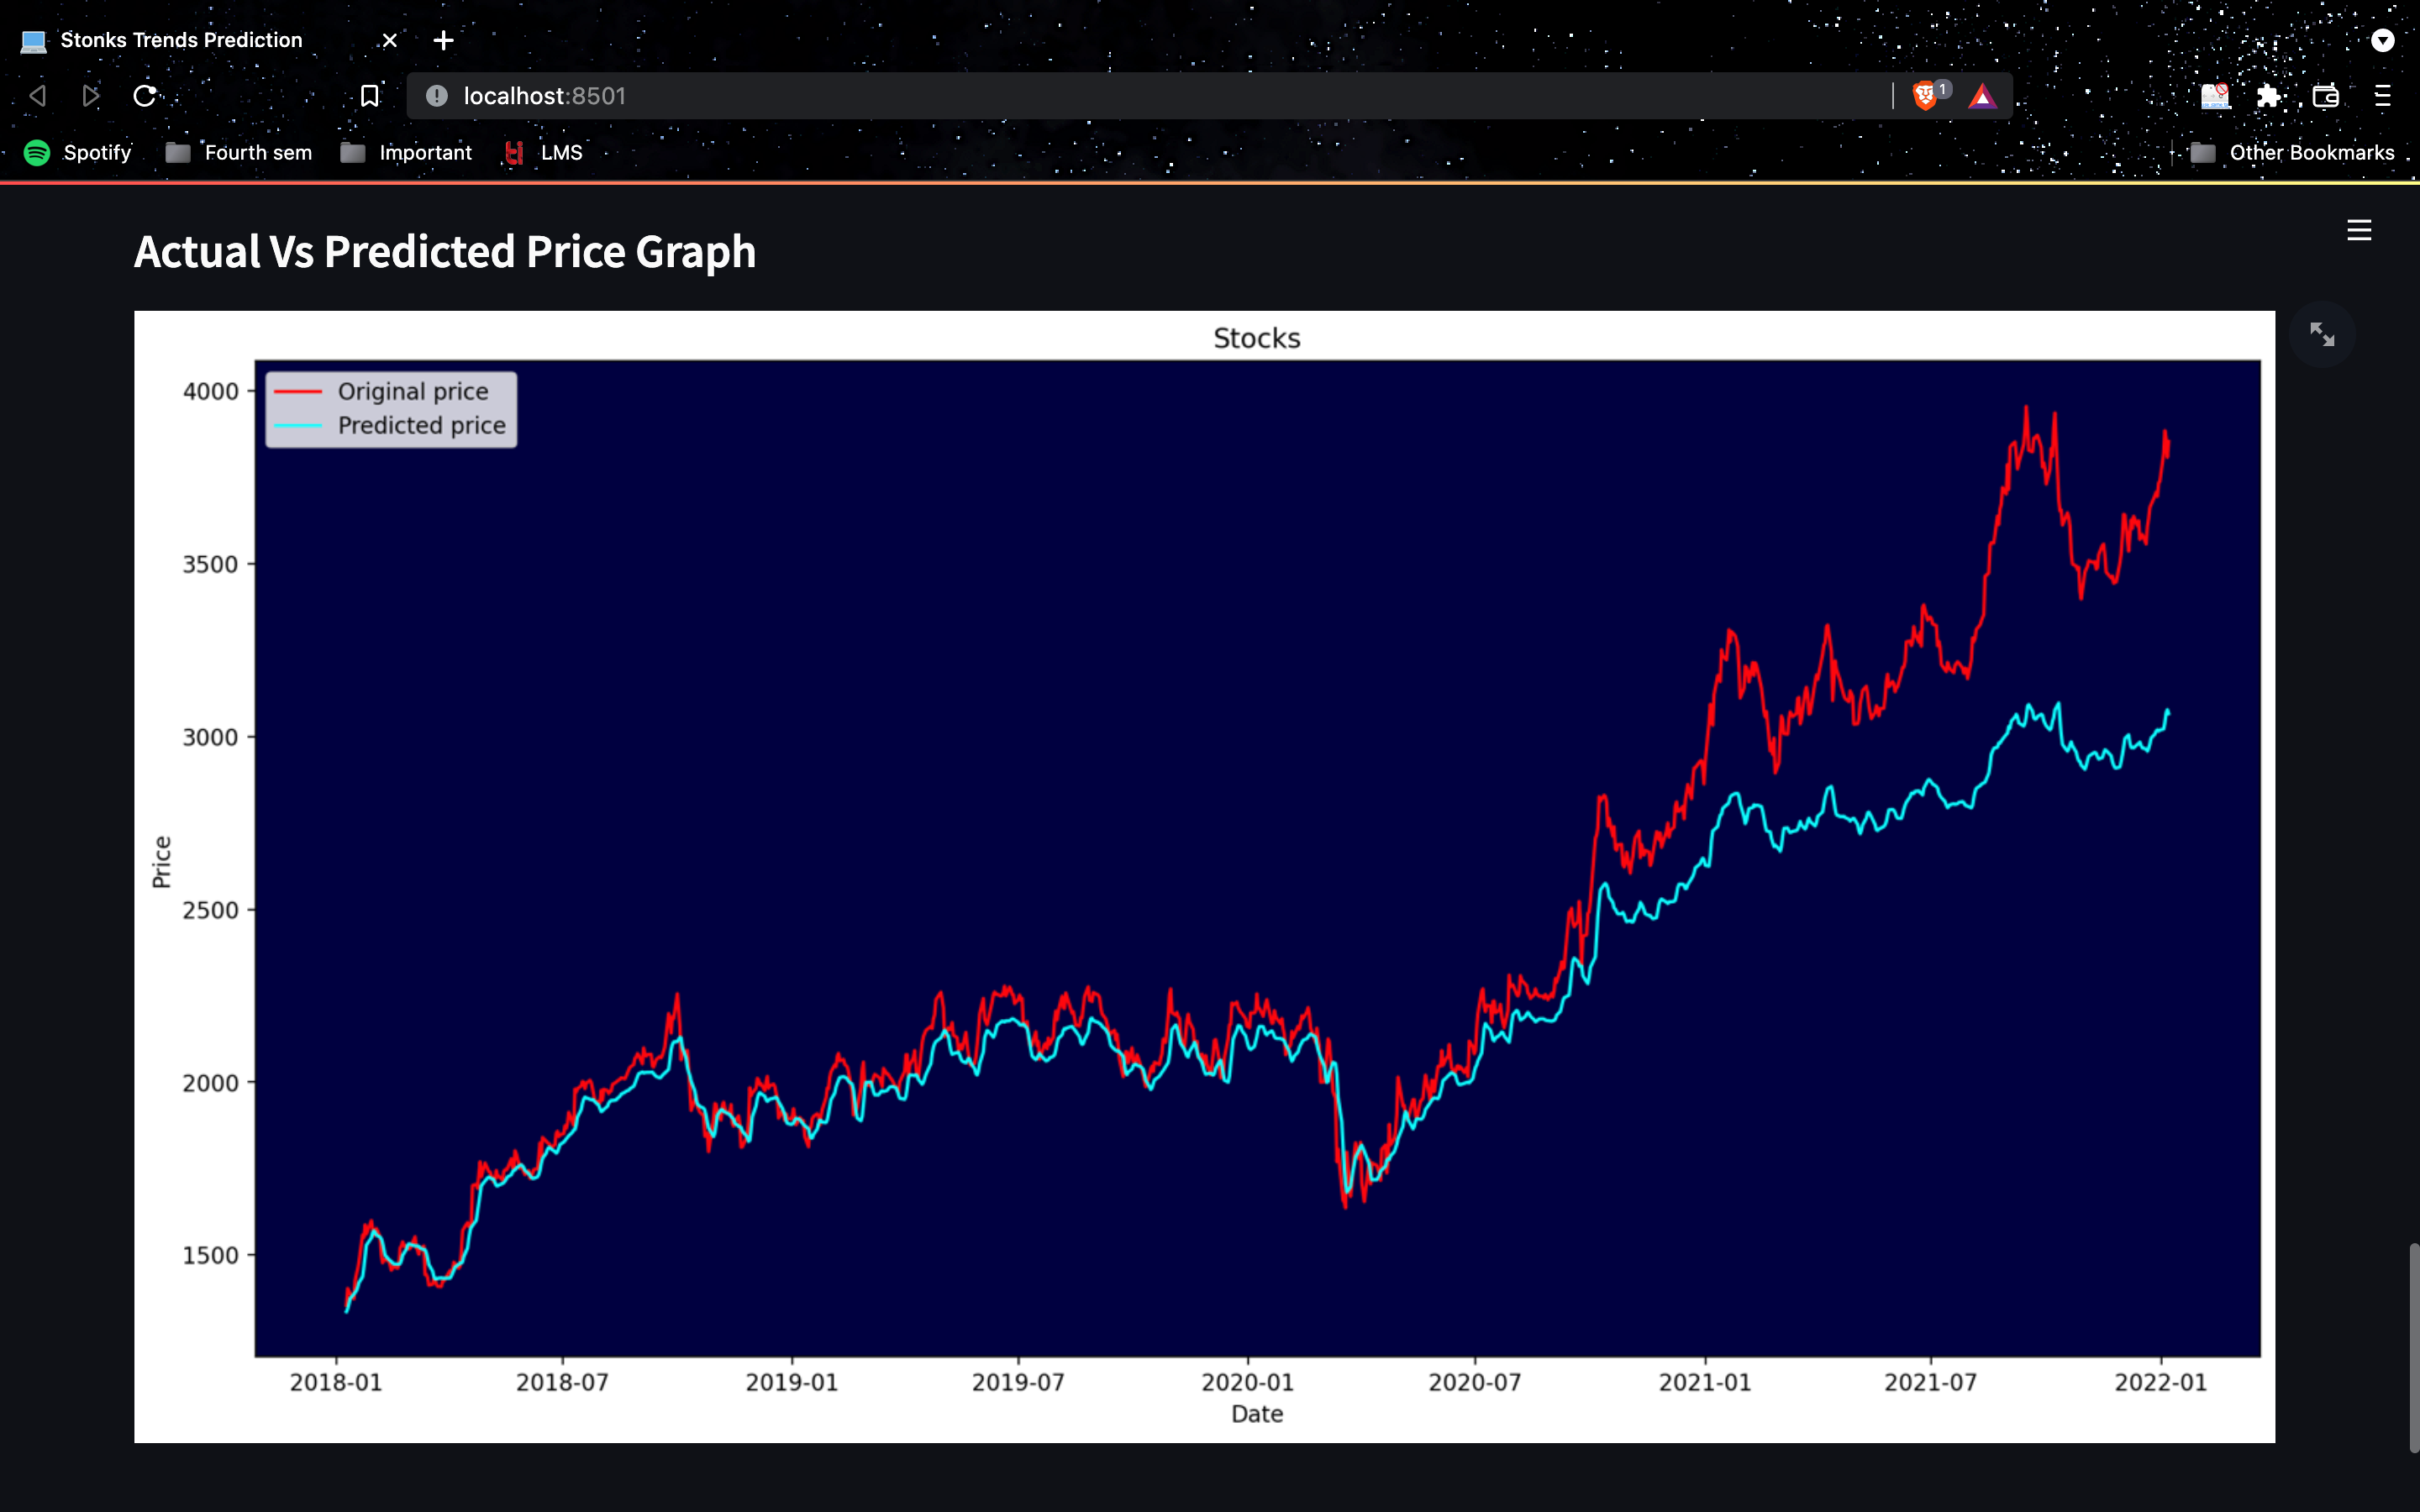 Stonks Trends Prediction
localhost:8501
1
Spotify
Fourth sem
Important
LMS
Other Bookmarks
Actual Vs Predicted Price Graph
Stocks
Original price
Predicted price
4000
3500
3000
2500
2000
1500
Price
2018-01
2018-07
2019-01
2019-07
2020-01
2020-07
2021-01
2021-07
2022-01
Date